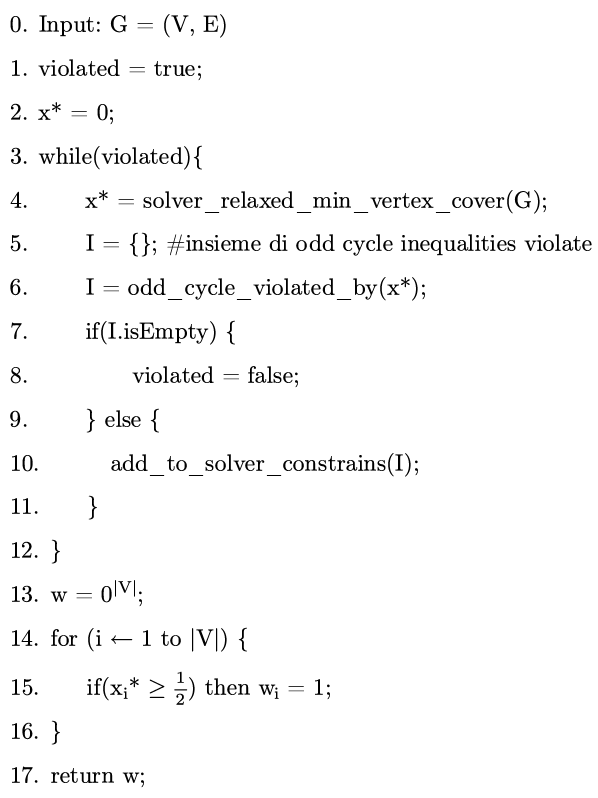 0. Input: G = (V, E)
1. violated = true;
2. x* = 0;
3. while(violated){
4. x* = solver_relaxed_min_vertex_cover(G);
5. I = {}; #insieme di odd cycle inequalities violate
6. I = odd_cycle_violated_by(x*);
7. if(I.isEmpty) {
8. violated = false;
9. } else {
10. add_to_solver_constrains(I);
11. }
12. }
13. w = 0^|V|;
14. for (i ← 1 to |V|) {
15. if(x_i* ≥ 1/2) then w_i = 1;
16. }
17. return w;